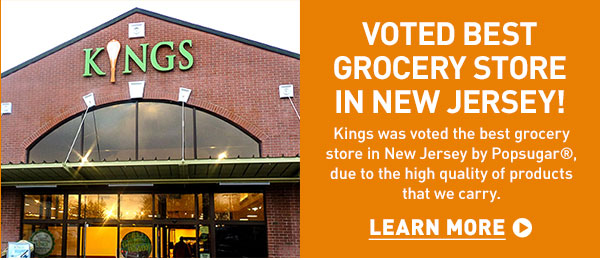 KINGS
VOTED BEST
GROCERY STORE
IN NEW JERSEY!
Kings was voted the best grocery
store in New Jersey by Popsugar®,
due to the high quality of products
that we carry.
LEARN MORE